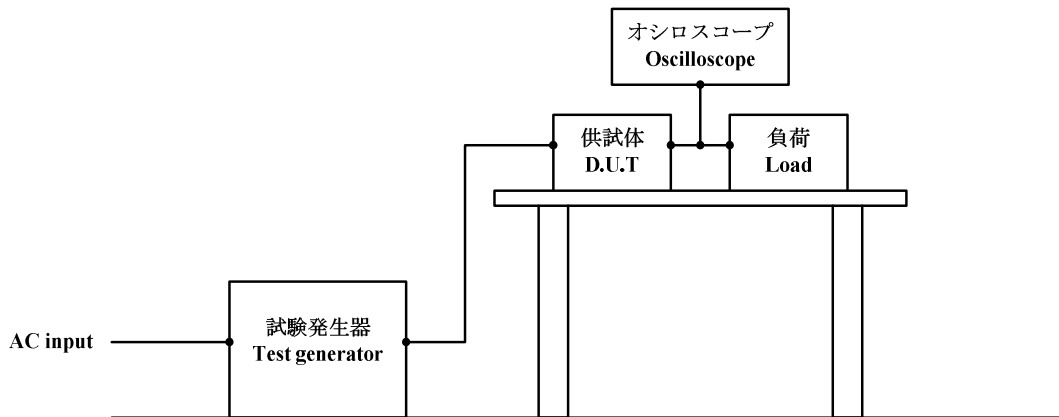 オシロスコープ
Oscilloscope
供試体
D.U.T
負荷
Load
試験発生器
Test generator
AC input